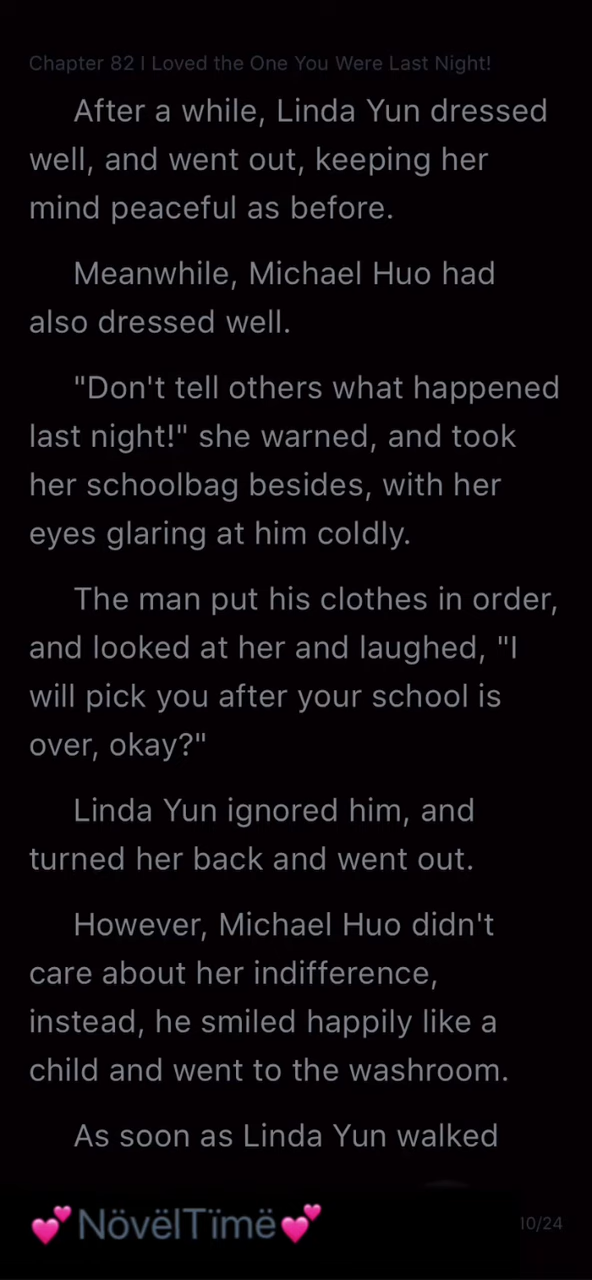 Chapter 82 I Loved the One You Were Last Night!
After a while, Linda Yun dressed
well, and went out, keeping her
mind peaceful as before.
Meanwhile, Michael Huo had
also dressed well.
"Don't tell others what happened
last night!" she warned, and took
her schoolbag besides, with her
eyes glaring at him coldly.
The man put his clothes in order,
and looked at her and laughed, "I
will pick you after your school is
over, okay?"
Linda Yun ignored him, and
turned her back and went out.
However, Michael Huo didn't
care about her indifference,
instead, he smiled happily like a
child and went to the washroom.
As soon as Linda Yun walked
💕NövëlTïmë💕
10/24